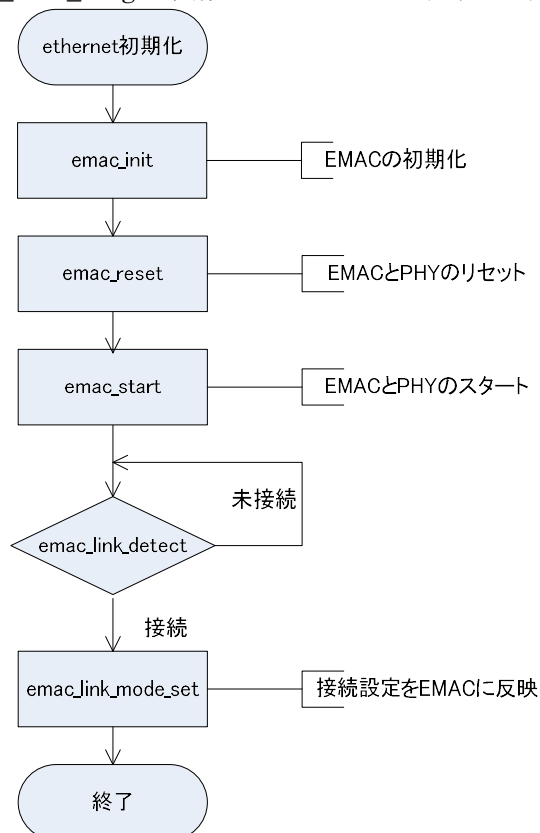 ethernet初期化
emac_init
EMACの初期化
emac_reset
EMACとPHYのリセット
emac_start
EMACとPHYのスタート
未接続
emac_link_detect
接続
emac_link_mode_set
接続設定をEMACに反映
終了